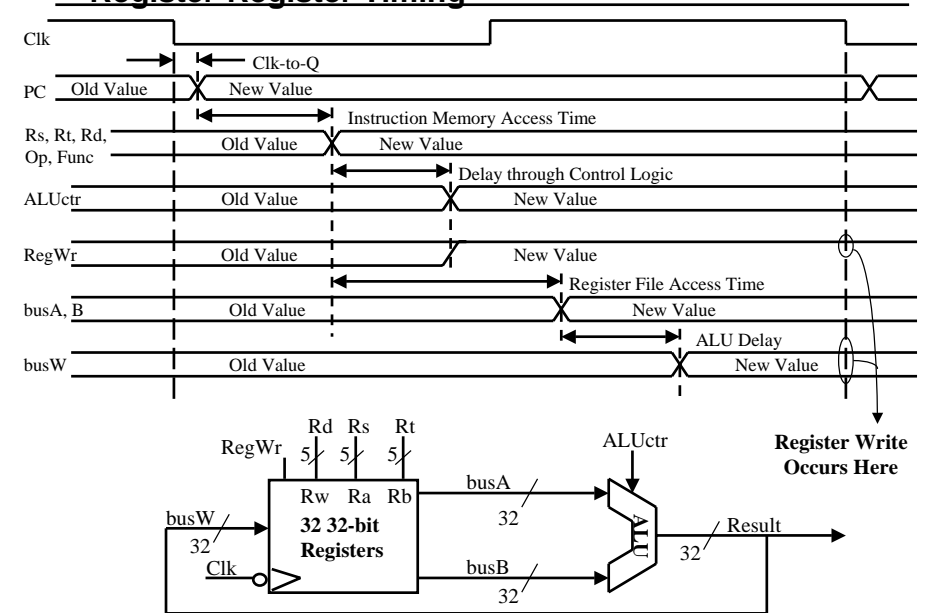 Register-Register Timing
Clk
Clk-to-Q
PC Old Value New Value
Instruction Memory Access Time
Rs, Rt, Rd,
Op, Func
Old Value New Value
Delay through Control Logic
ALUctr Old Value New Value
RegWr Old Value New Value
Register File Access Time
busA, B Old Value New Value
ALU Delay
busW Old Value New Value
Register Write
Occurs Here
Rd Rs Rt
RegWr 5 5 5
ALUctr
Rw Ra Rb
busA
32
busW
32
32 32-bit
Registers
ALU
Result
32
Clk
busB
32